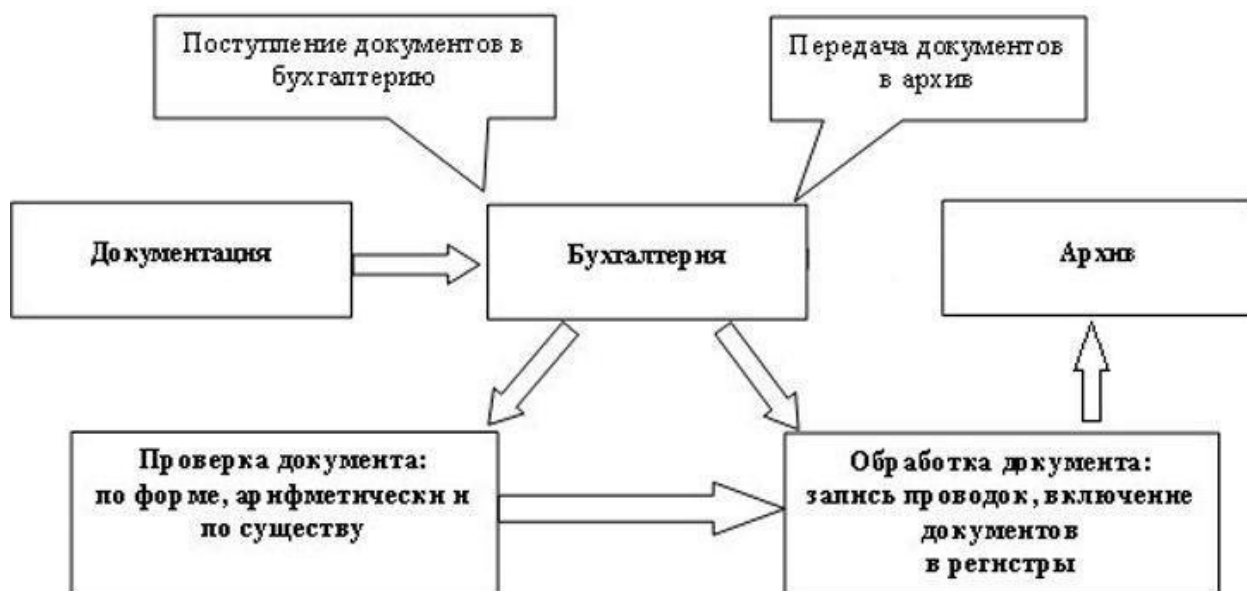 Поступление документов в
бухгалтерию
Передача документов
в архив
Документация
Бухгалтерия
Архив
Проверка документа:
по форме, арифметически и
по существу
Обработка документа:
запись проводок, включение
документов
в регистры